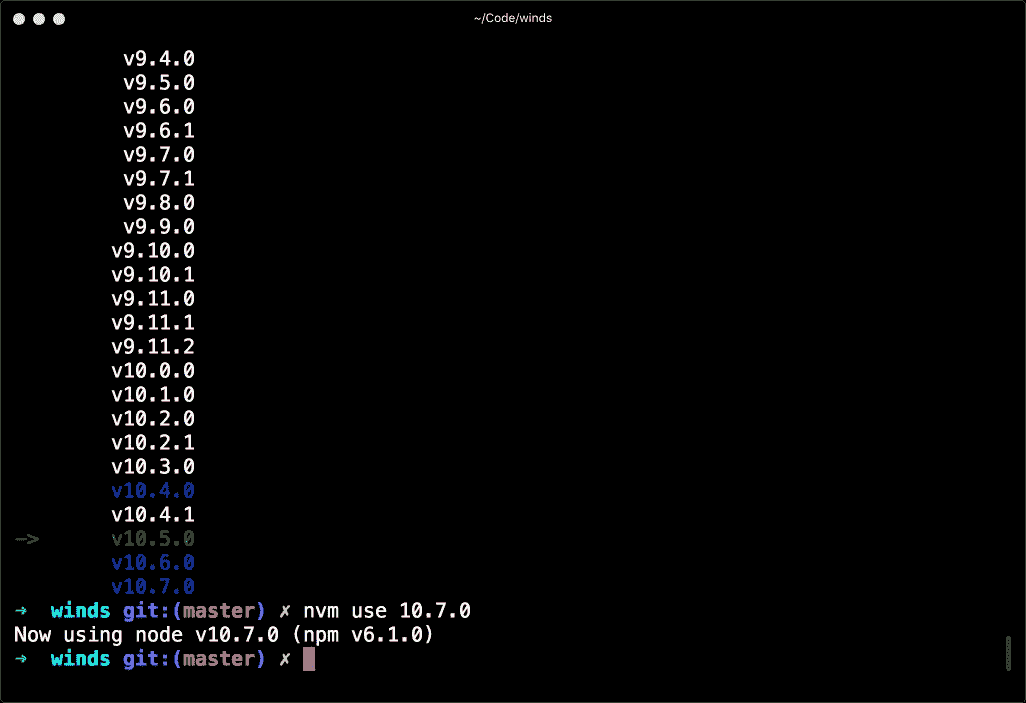 ~/Code/winds
v9.4.0
v9.5.0
v9.6.0
v9.6.1
v9.7.0
v9.7.1
v9.8.0
v9.9.0
v9.10.0
v9.10.1
v9.11.0
v9.11.1
v9.11.2
v10.0.0
v10.1.0
v10.2.0
v10.2.1
v10.3.0
v10.4.0
v10.4.1
-> v10.5.0
v10.6.0
v10.7.0
→ winds git:(master) ✗ nvm use 10.7.0
Now using node v10.7.0 (npm v6.1.0)
→ winds git:(master) ✗